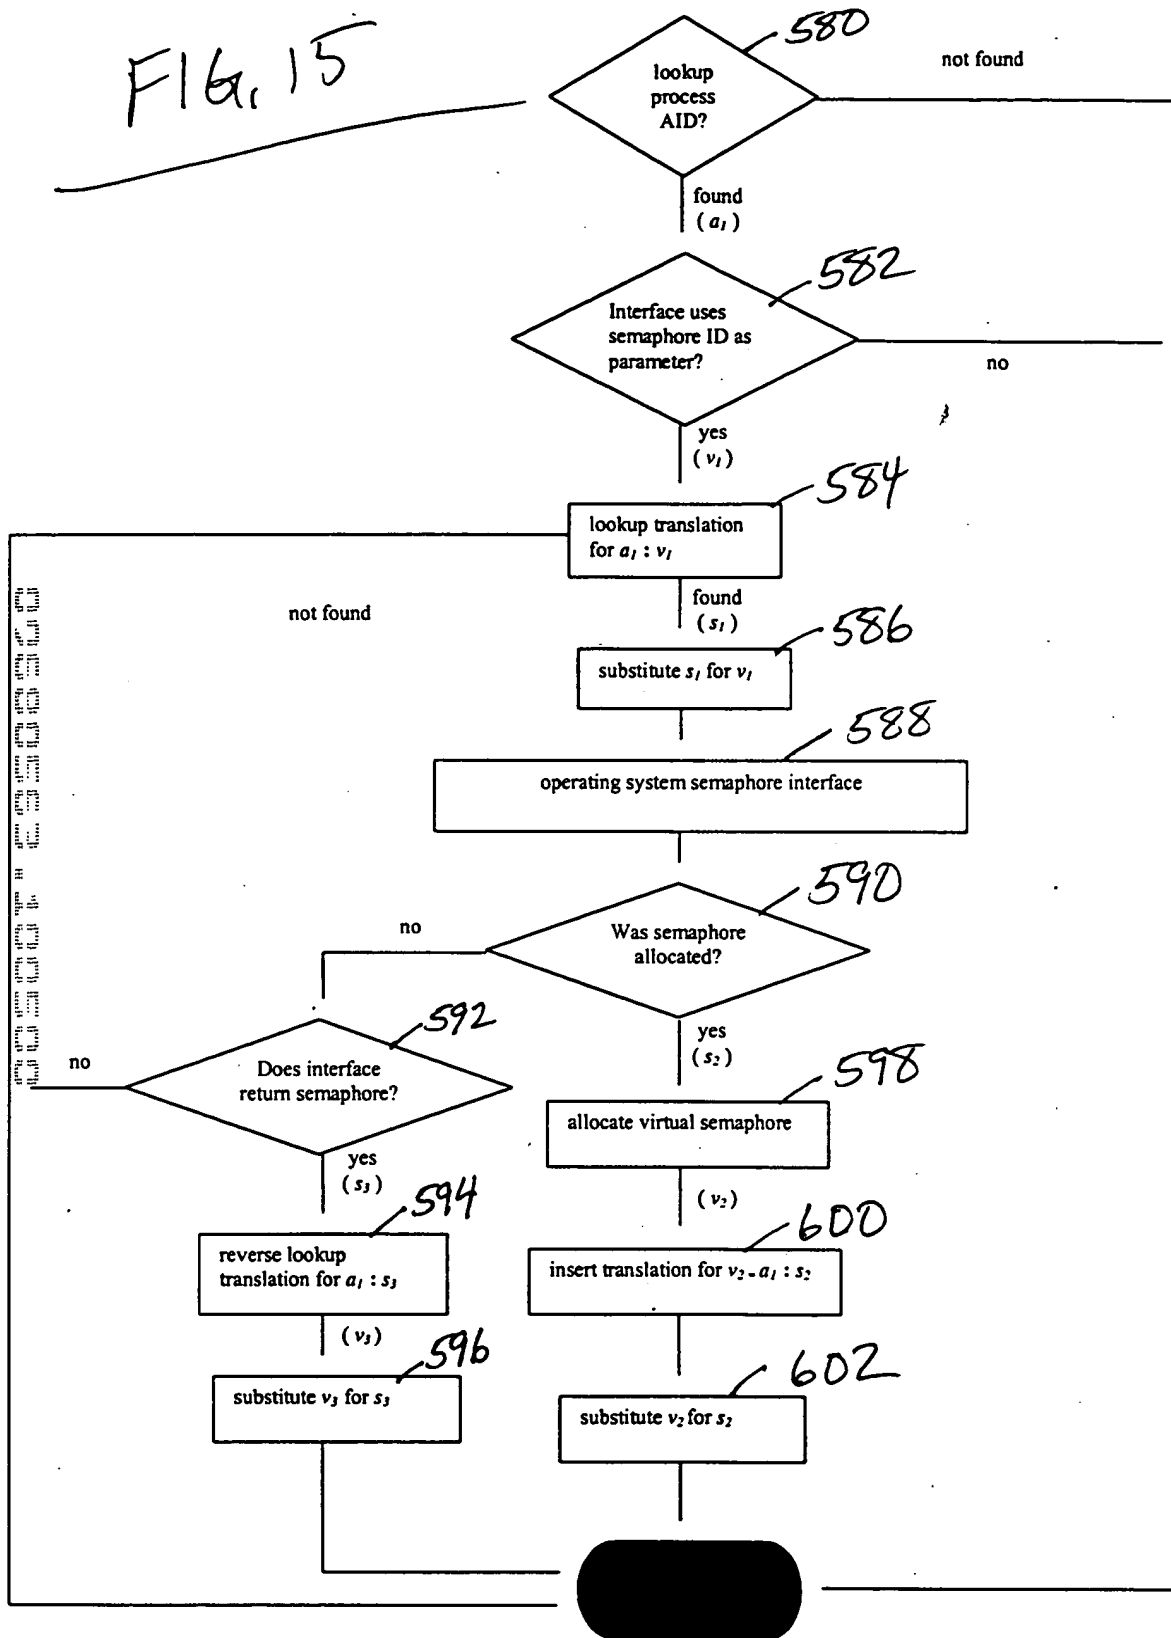 FIG. 15
580
lookup
process
AID?
not found
found
( a1 )
582
Interface uses
semaphore ID as
parameter?
no
yes
( v1 )
584
lookup translation
for a1 : v1
not found
found
( s1 )
586
substitute s1 for v1
588
operating system semaphore interface
590
Was semaphore
allocated?
no
592
Does interface
return semaphore?
no
yes
( s2 )
598
allocate virtual semaphore
yes
( s3 )
594
( v2 )
600
reverse lookup
translation for a1 : s3
insert translation for v2 - a1 : s2
( v3 )
596
substitute v3 for s3
602
substitute v2 for s2